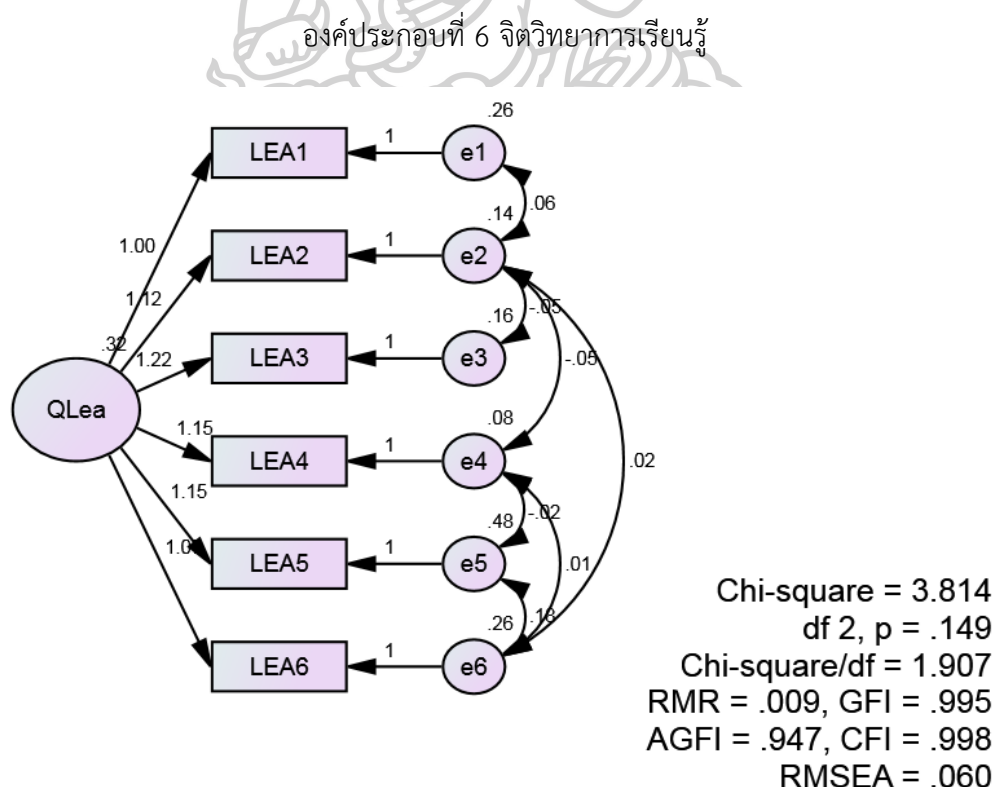 องค์ประกอบที่ 6 จิตวิทยาการเรียนรู้
.26
LEA1
1
e1
.06
1.00
.14
LEA2
1
e2
1.12
.16
-.05
.32
1.22
LEA3
1
e3
-.05
QLea
.08
1.15
LEA4
1
e4
.02
1.15
.48
-.02
LEA5
1
e5
.01
.26
LEA6
1
e6
Chi-square = 3.814
df 2, p = .149
Chi-square/df = 1.907
RMR = .009, GFI = .995
AGFI = .947, CFI = .998
RMSEA = .060